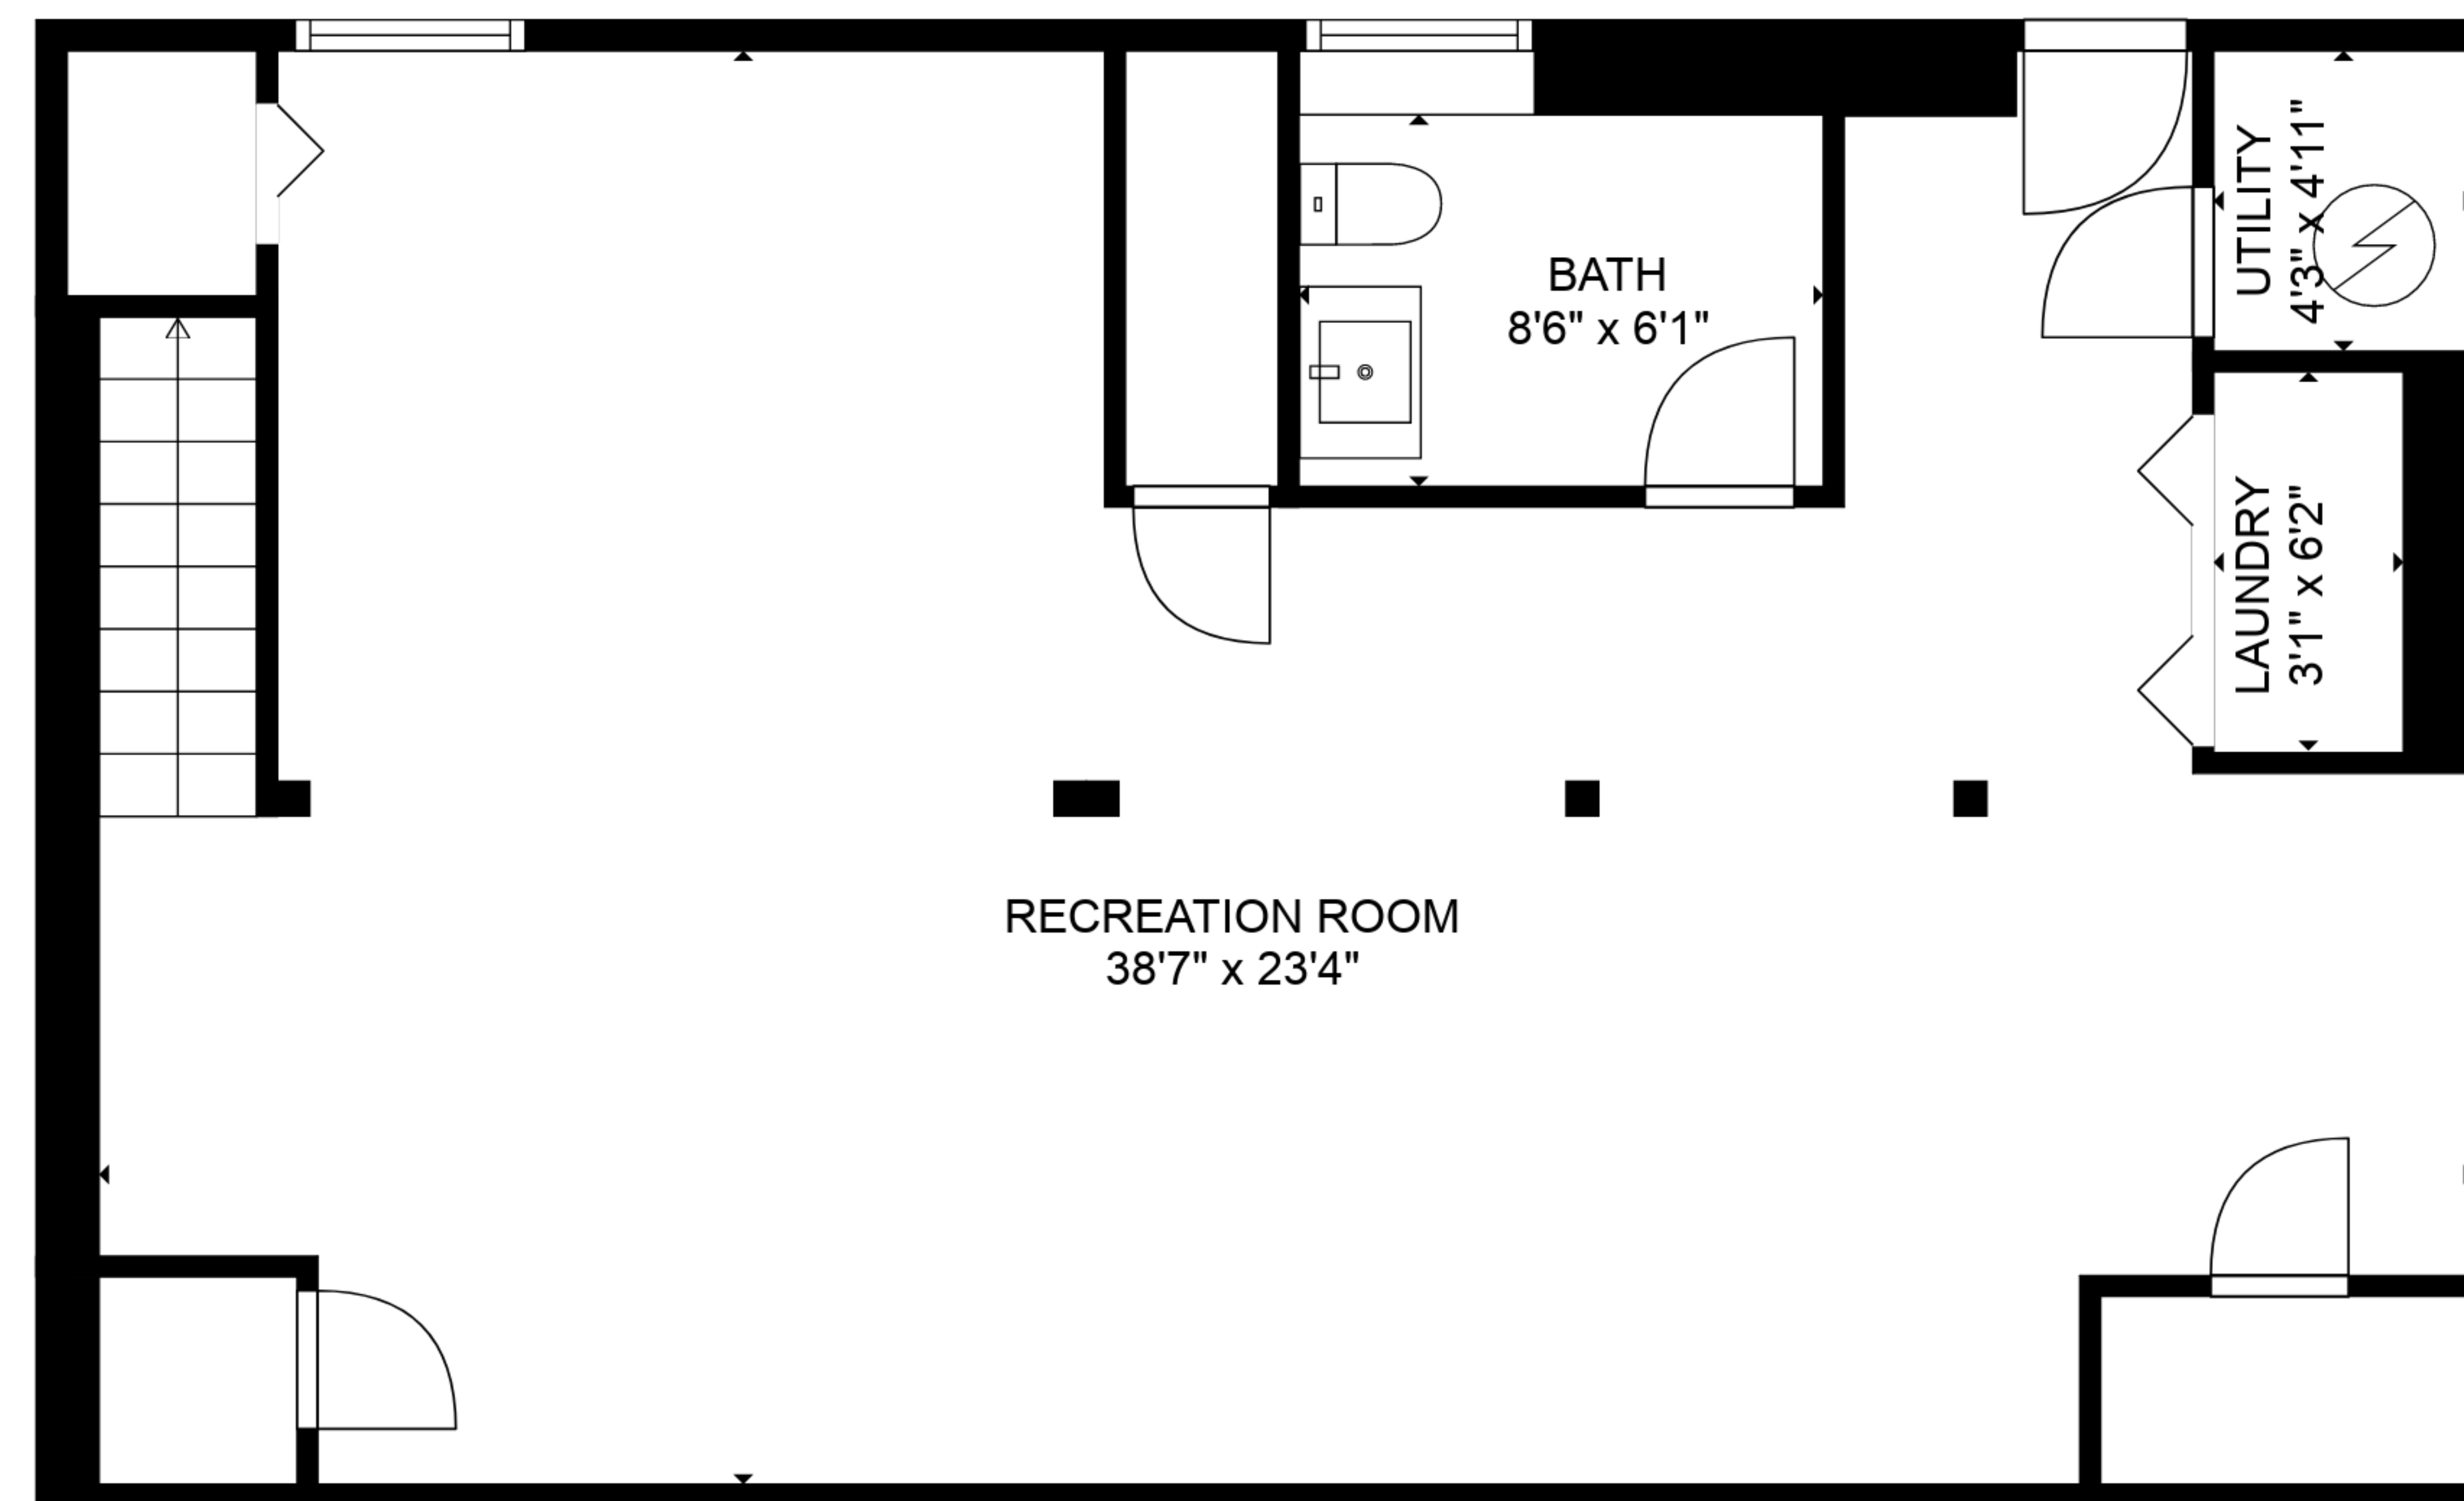 BATH
8'6" x 6'1"
UTILITY
4'3" x 4'11"
LAUNDRY
3'1" x 6'2"
RECREATION ROOM
38'7" x 23'4"